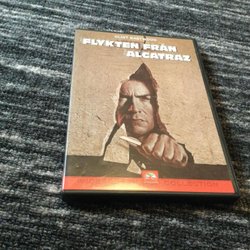 CLINT EASTWOOD
FLYKTEN FRÅN
ALCATRAZ
COLLECTION